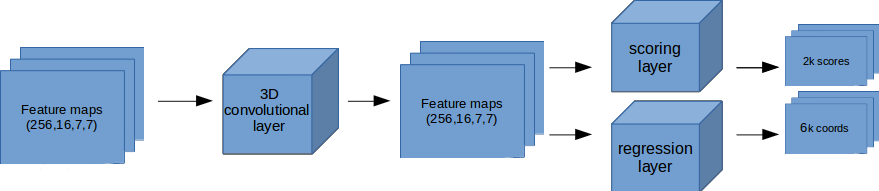 Feature maps
(256,16,7,7)
3D
convolutional
layer
Feature maps
(256,16,7,7)
scoring
layer
2k scores
regression
layer
6k coords